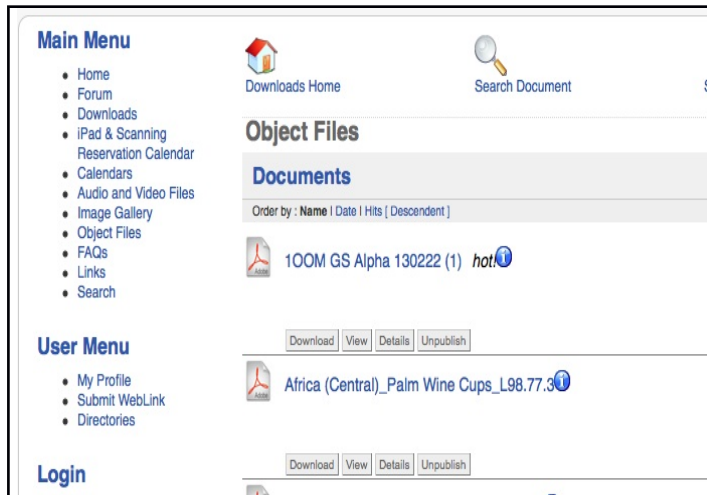 Main Menu
Home
Forum
Downloads
iPad & Scanning
Reservation Calendar
Calendars
Audio and Video Files
Image Gallery
Object Files
FAQs
Links
Search
User Menu
My Profile
Submit WebLink
Directories
Login
Downloads Home
Search Document
S
Object Files
Documents
Order by : Name | Date | Hits [ Descendent ]
Adobe
1OOM GS Alpha 130222 (1) hot!
Download View Details Unpublish
Adobe
Africa (Central)_Palm Wine Cups_L98.77.3
Download View Details Unpublish